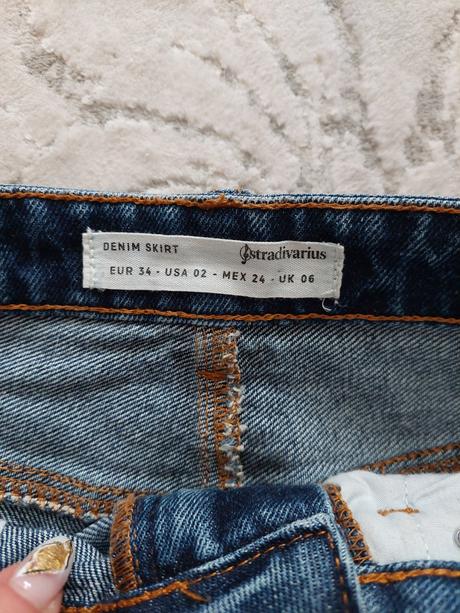 DENIM SKIRT stradivarius
EUR 34 - USA 02 - MEX 24 - UK 06